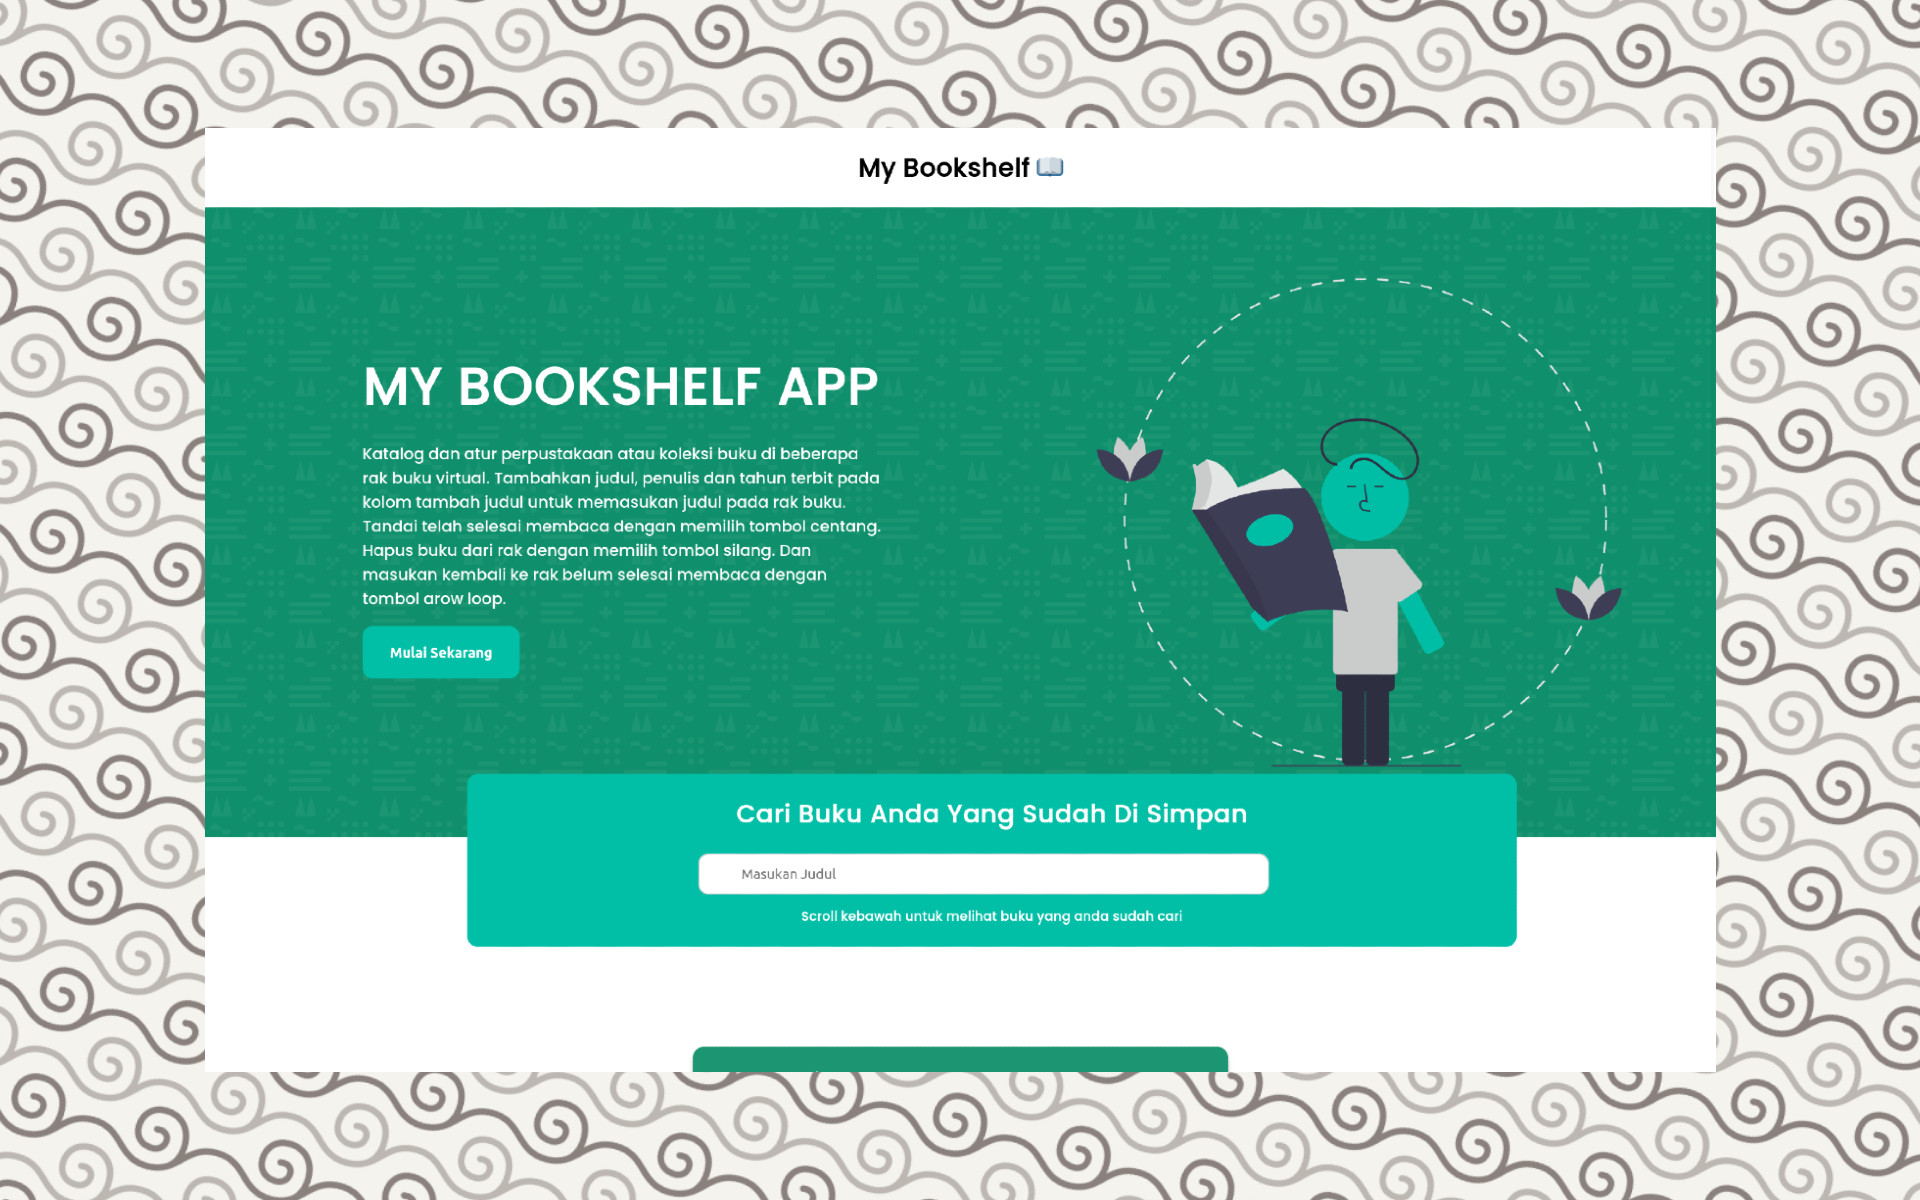 My Bookshelf 📖
MY BOOKSHELF APP
Katalog dan atur perpustakaan atau koleksi buku di beberapa
rak buku virtual. Tambahkan judul, penulis dan tahun terbit pada
kolom tambah judul untuk memasukan judul pada rak buku.
Tandai telah selesai membaca dengan memilih tombol centang.
Hapus buku dari rak dengan memilih tombol silang. Dan
masukan kembali ke rak belum selesai membaca dengan
tombol arow loop.
Mulai Sekarang
Cari Buku Anda Yang Sudah Di Simpan
Masukan Judul
Scroll kebawah untuk melihat buku yang anda sudah cari